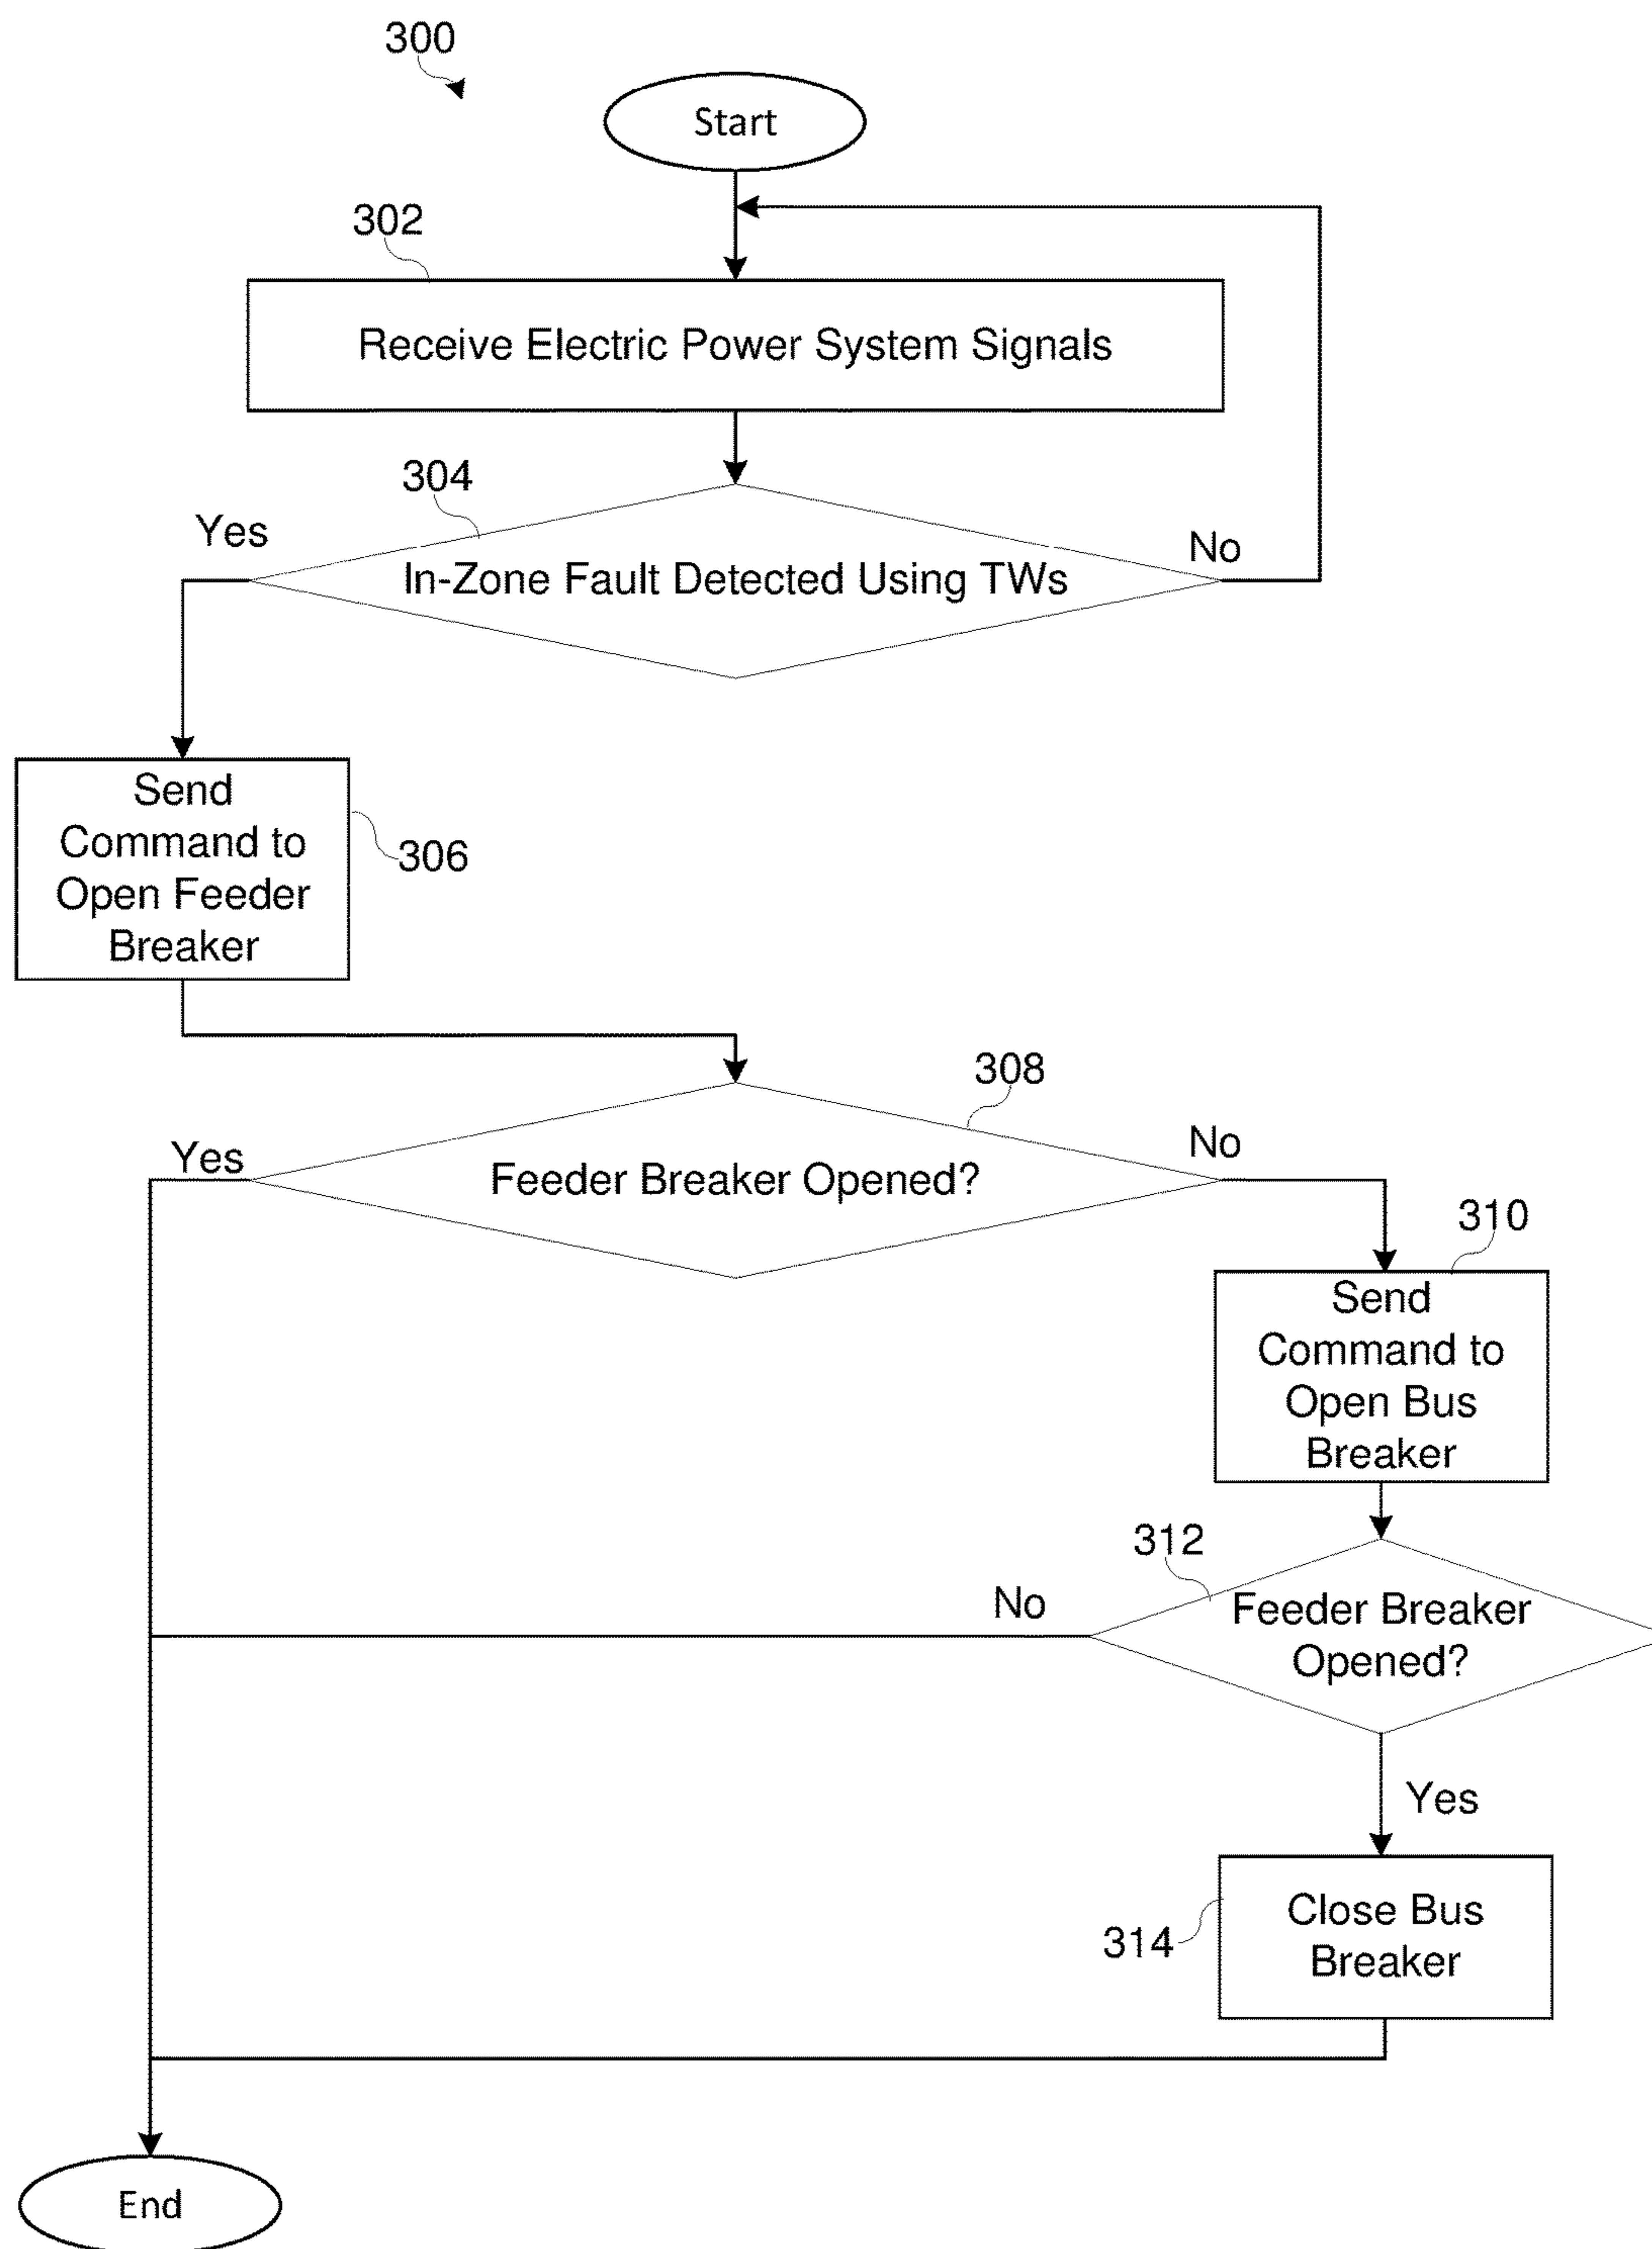 300
Start
302
Receive Electric Power System Signals
304
Yes
No
In-Zone Fault Detected Using TWs
Send
Command to
Open Feeder
Breaker
306
308
Yes
No
Feeder Breaker Opened?
310
Send
Command to
Open Bus
Breaker
312
No
Feeder Breaker
Opened?
Yes
Close Bus
Breaker
314
End